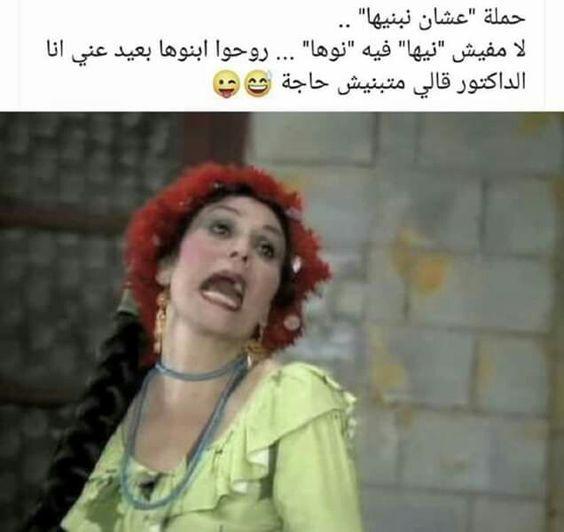 حملة "عشان نبنيها" ..
لا مفيش "نيها" فيه "نوها" ... روحوا ابنوها بعيد عني انا
الداكتور قالي متبنيش حاجة 😅😜